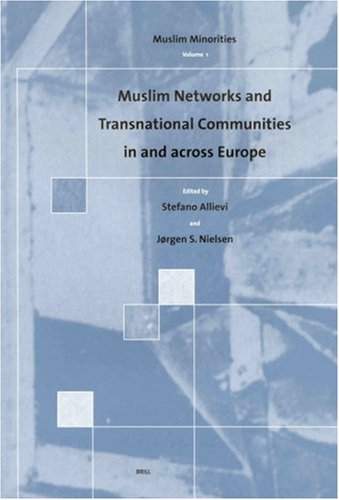 Muslim Minorities
Volume 1
Muslim Networks and
Transnational Communities
in and across Europe
Edited by
Stefano Allievi
and
Jørgen S. Nielsen
BRILL